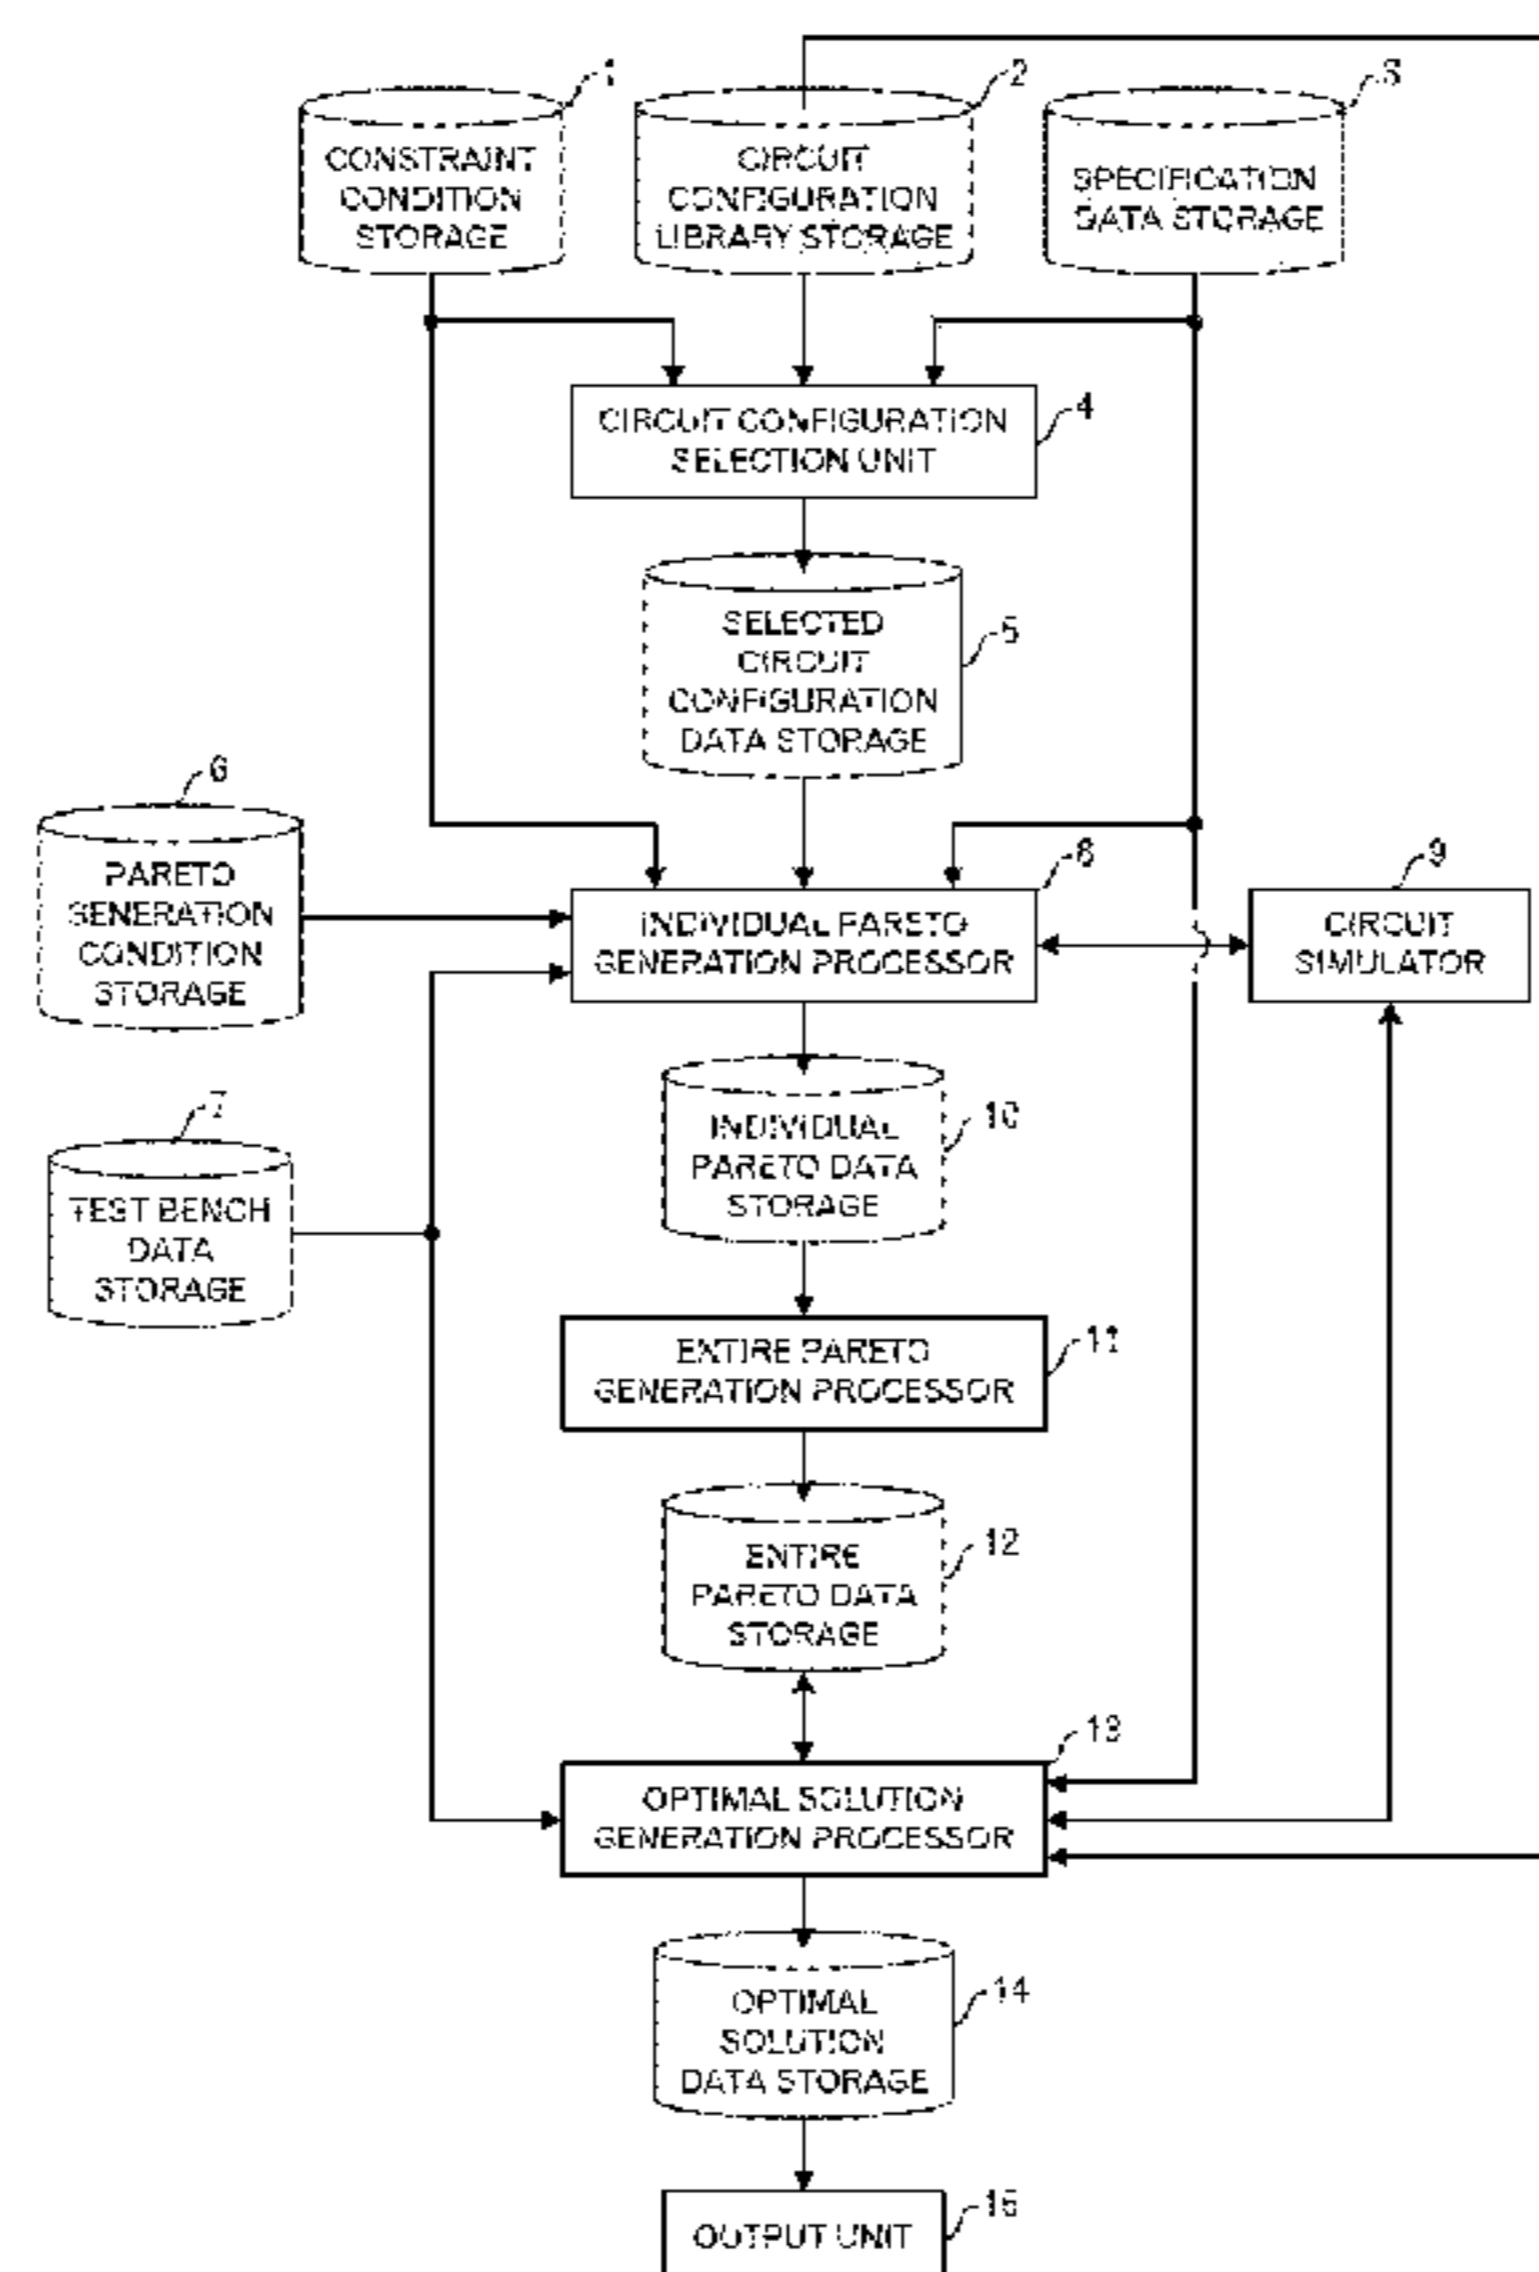 1
2
3
CONSTRAINT
CONDITION
STORAGE
CIRCUIT
CONFIGURATION
LIBRARY STORAGE
SPECIFICATION
DATA STORAGE
4
CIRCUIT CONFIGURATION
SELECTION UNIT
5
SELECTED
CIRCUIT
CONFIGURATION
DATA STORAGE
6
PARETO
GENERATION
CONDITION
STORAGE
8
INDIVIDUAL PARETO
GENERATION PROCESSOR
9
CIRCUIT
SIMULATOR
7
TEST BENCH
DATA
STORAGE
10
INDIVIDUAL
PARETO DATA
STORAGE
11
ENTIRE PARETO
GENERATION PROCESSOR
12
ENTIRE
PARETO DATA
STORAGE
13
OPTIMAL SOLUTION
GENERATION PROCESSOR
14
OPTIMAL
SOLUTION
DATA STORAGE
15
OUTPUT UNIT